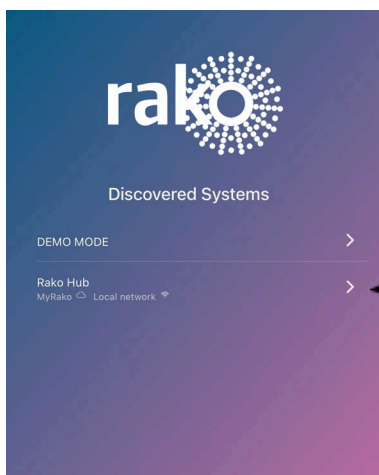 rako
Discovered Systems
DEMO MODE
Rako Hub
MyRako Local network